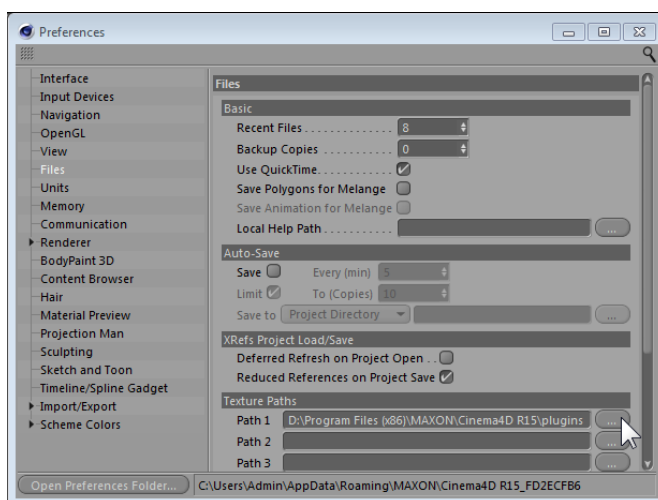 Preferences
Interface
Input Devices
Navigation
OpenGL
View
Files
Units
Memory
Communication
Renderer
BodyPaint 3D
Content Browser
Hair
Material Preview
Projection Man
Sculpting
Sketch and Toon
Timeline/Spline Gadget
Import/Export
Scheme Colors
Files
Basic
Recent Files . . . . . . . . . . . . . 8
Backup Copies . . . . . . . . . . 0
Use QuickTime. . . . . . . . . .
Save Polygons for Melange
Save Animation for Melange
Local Help Path . . . . . . . . . . ...
Auto-Save
Save Every (min) 5
Limit To (Copies) 10
Save to Project Directory ...
XRefs Project Load/Save
Deferred Refresh on Project Open . .
Reduced References on Project Save
Texture Paths
Path 1 D:\Program Files (x86)\MAXON\Cinema4D R15\plugins ...
Path 2 ...
Path 3 ...
Open Preferences Folder... C:\Users\Admin\AppData\Roaming\MAXON\Cinema4D R15_FD2ECFB6